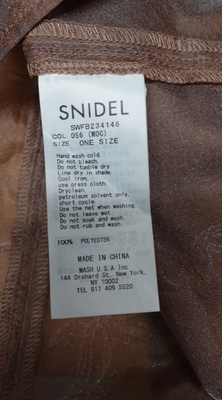 SNIDEL
SWFB234146
COL 056 (MOC)
SIZE ONE SIZE
Hand wash cold.
Do not bleach.
Do not tumble dry
Line dry in shade
Cool iron,
use press cloth.
Dryclean,
petroleum solvent only,
short cycle.
Use the net when washing
Do not leave wet.
Do not soak and wash.
Do not rub and wash.
100% POLYESTER
MADE IN CHINA
MASH U.S.A Inc
144 Orchard St. New York,
NY 10002
TEL 917 409 5520